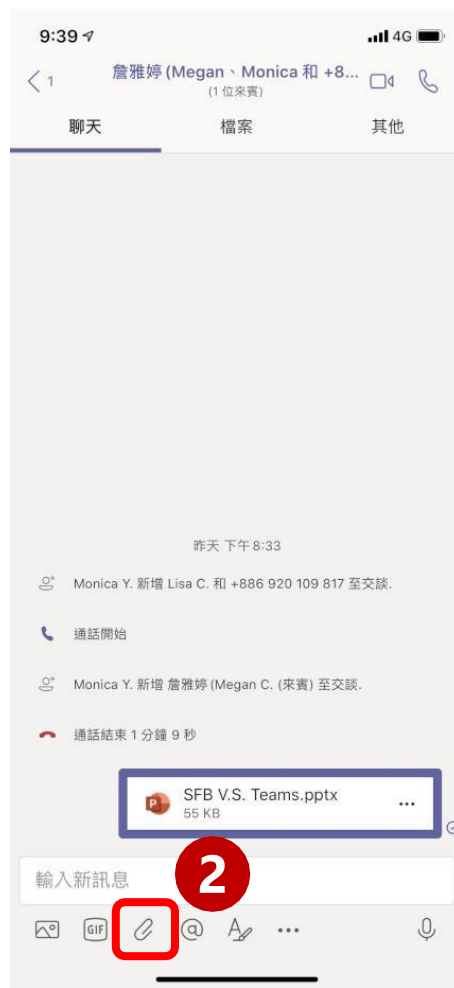 9:39
4G
1
詹雅婷 (Megan、Monica 和 +8...
(1 位來賓)
聊天
檔案
其他
昨天 下午 8:33
Monica Y. 新增 Lisa C. 和 +886 920 109 817 至交談.
通話開始
Monica Y. 新增 詹雅婷 (Megan C. (來賓) 至交談.
通話結束 1 分鐘 9 秒
P
SFB V.S. Teams.pptx
55 KB
輸入新訊息
2
GIF
@
A